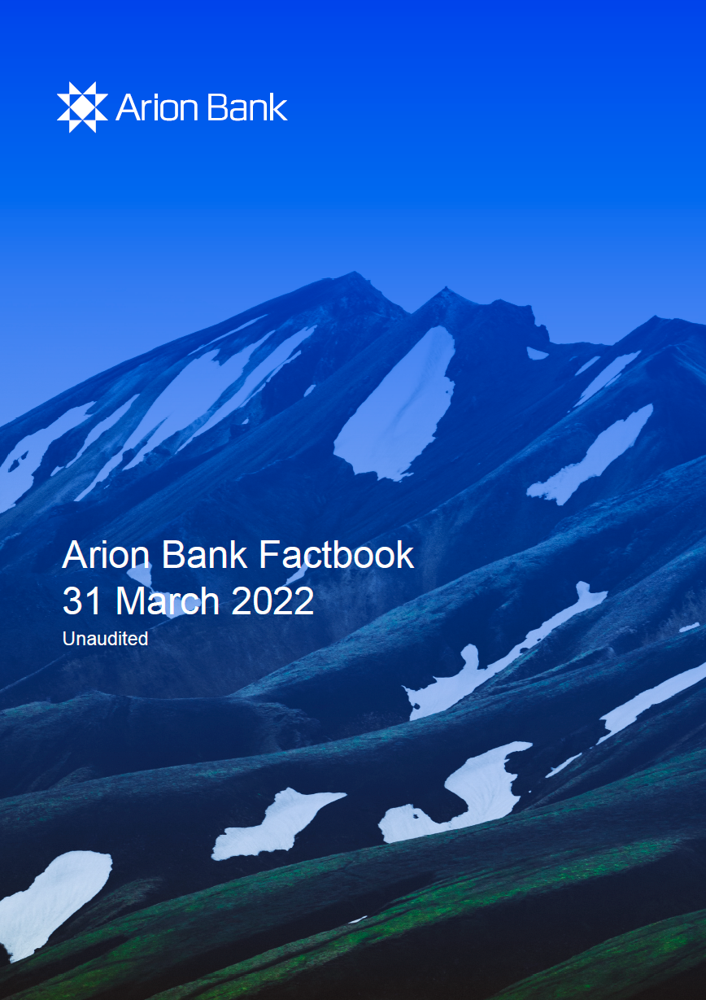 Arion Bank
Arion Bank Factbook
31 March 2022
Unaudited